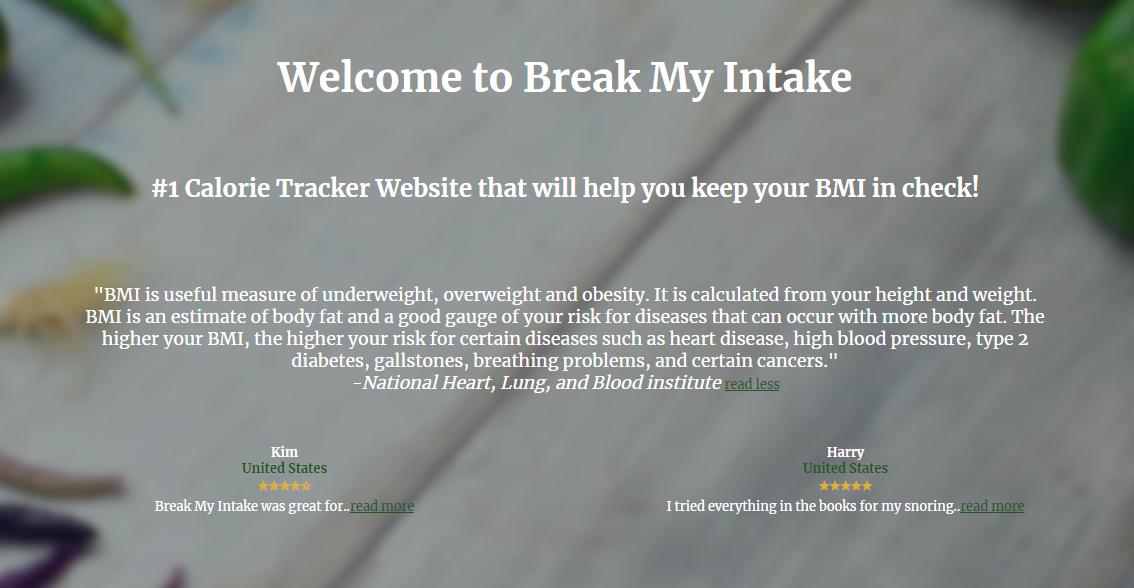 Welcome to Break My Intake
#1 Calorie Tracker Website that will help you keep your BMI in check!
"BMI is useful measure of underweight, overweight and obesity. It is calculated from your height and weight.
BMI is an estimate of body fat and a good gauge of your risk for diseases that can occur with more body fat. The
higher your BMI, the higher your risk for certain diseases such as heart disease, high blood pressure, type 2
diabetes, gallstones, breathing problems, and certain cancers."
-National Heart, Lung, and Blood institute read less
Kim
United States
★★★★☆
Break My Intake was great for..read more
Harry
United States
★★★★★
I tried everything in the books for my snoring..read more